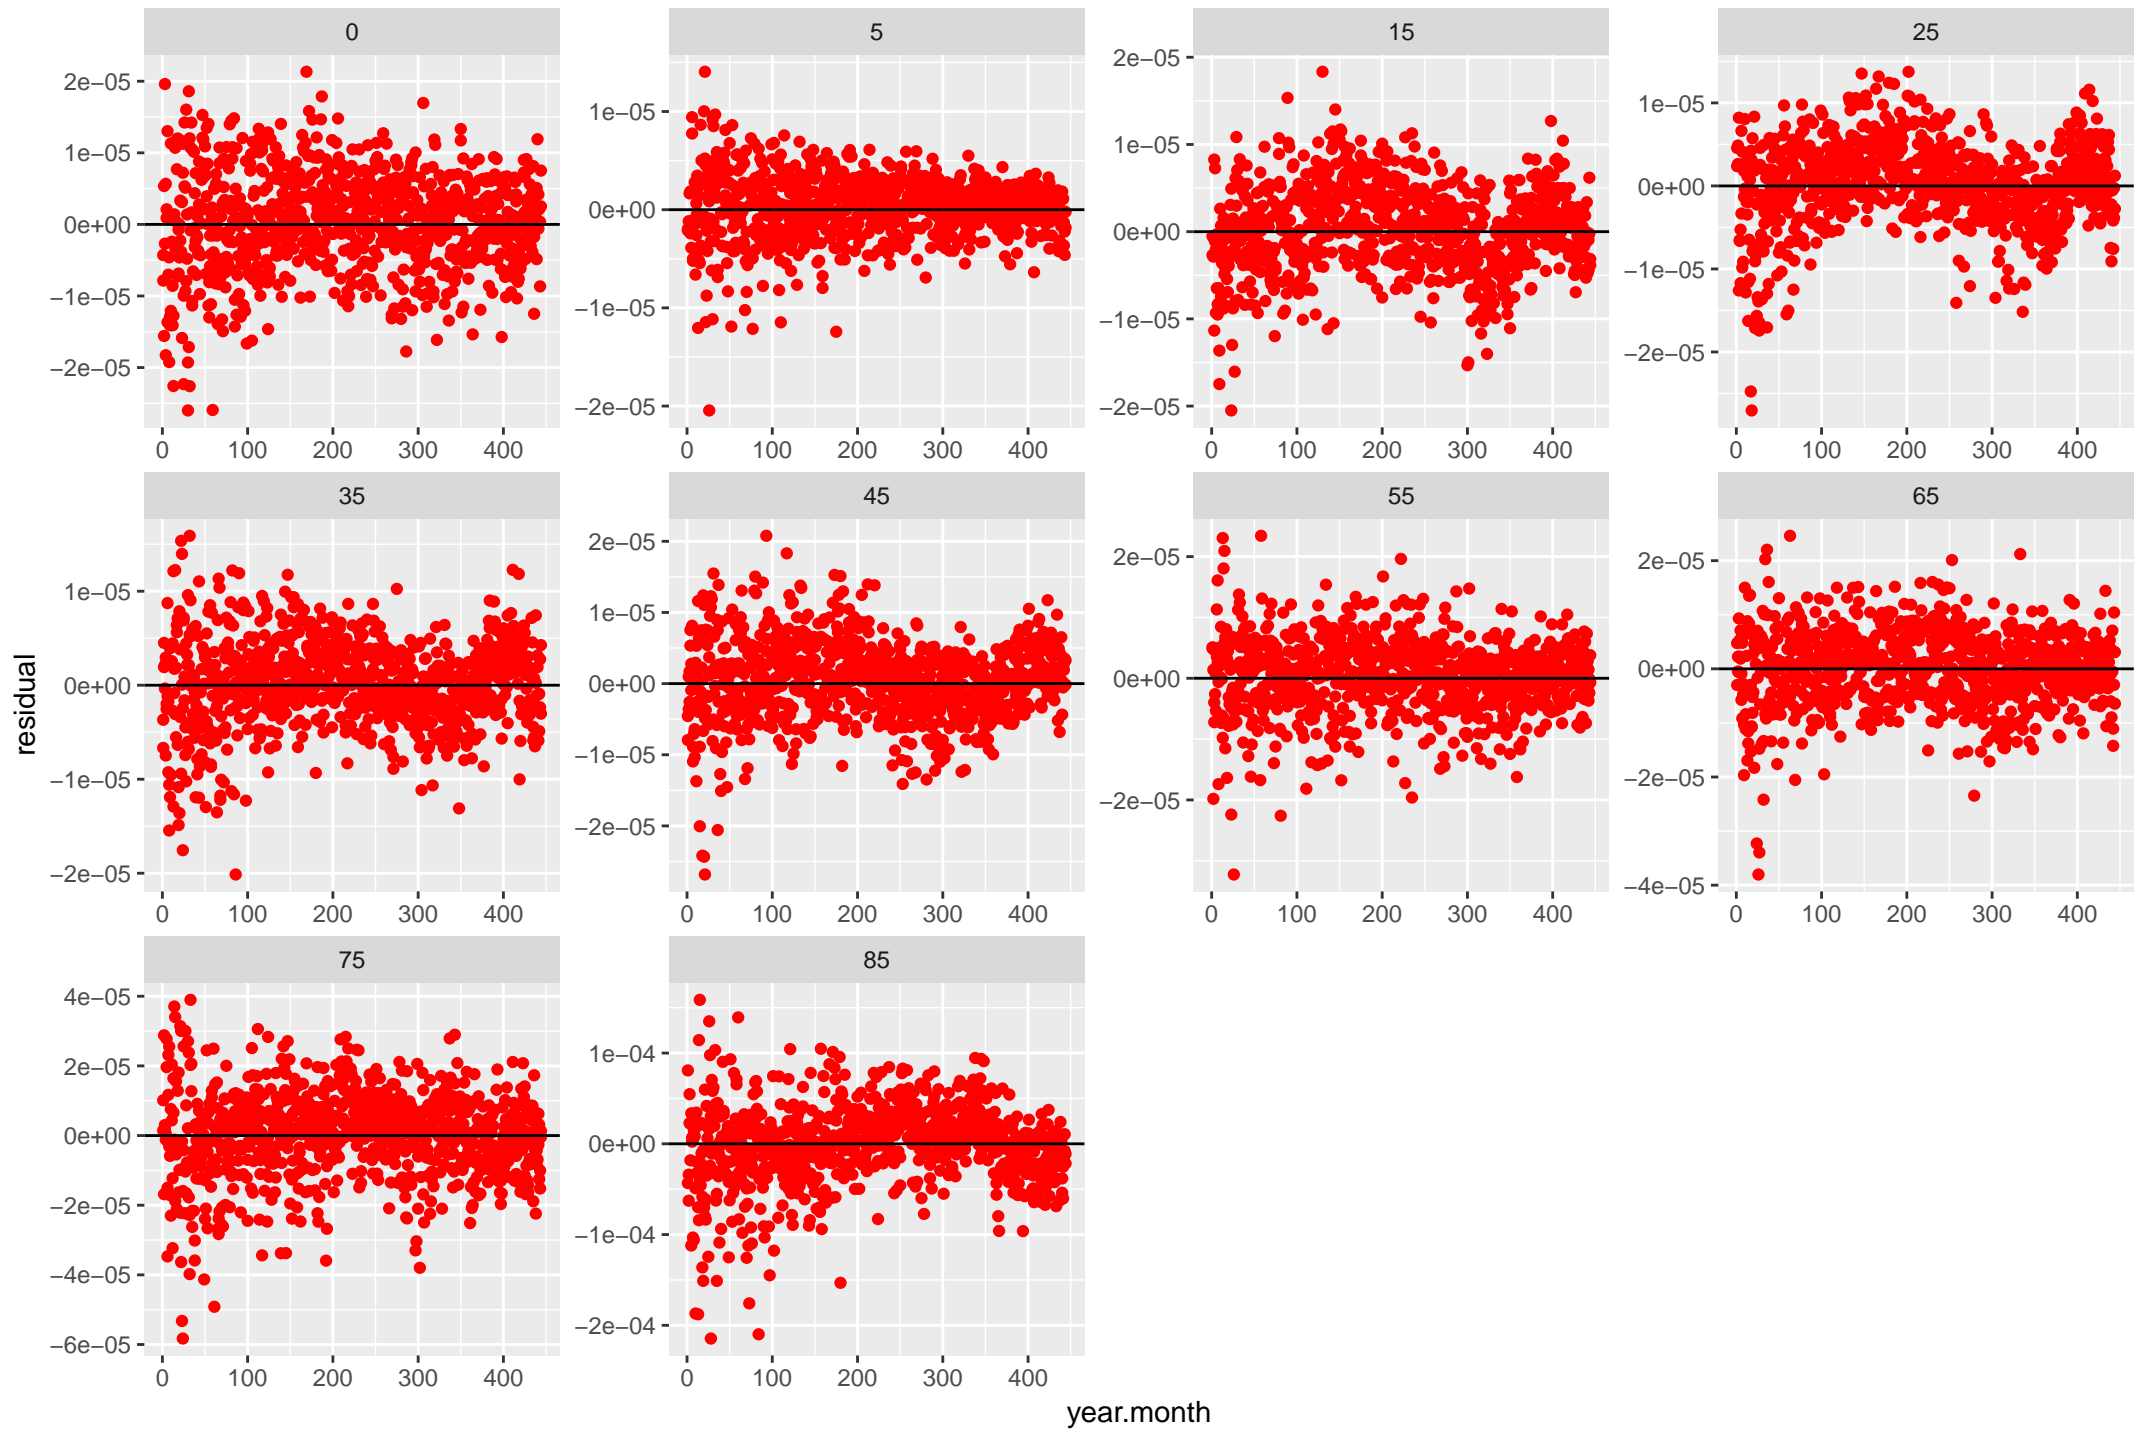 0 5 15 25
2e−05
1e−05
0e+00
−1e−05
−2e−05
1e−05
0e+00
−1e−05
−2e−05
2e−05
1e−05
0e+00
−1e−05
−2e−05
1e−05
0e+00
−1e−05
−2e−05
0 100 200 300 400 0 100 200 300 400 0 100 200 300 400 0 100 200 300 400
35 45 55 65
1e−05
0e+00
−1e−05
−2e−05
2e−05
1e−05
0e+00
−1e−05
−2e−05
2e−05
0e+00
−2e−05
2e−05
0e+00
−2e−05
−4e−05
0 100 200 300 400 0 100 200 300 400 0 100 200 300 400 0 100 200 300 400
residual
75 85
4e−05
2e−05
0e+00
−2e−05
−4e−05
−6e−05
1e−04
0e+00
−1e−04
−2e−04
0 100 200 300 400 0 100 200 300 400
year.month